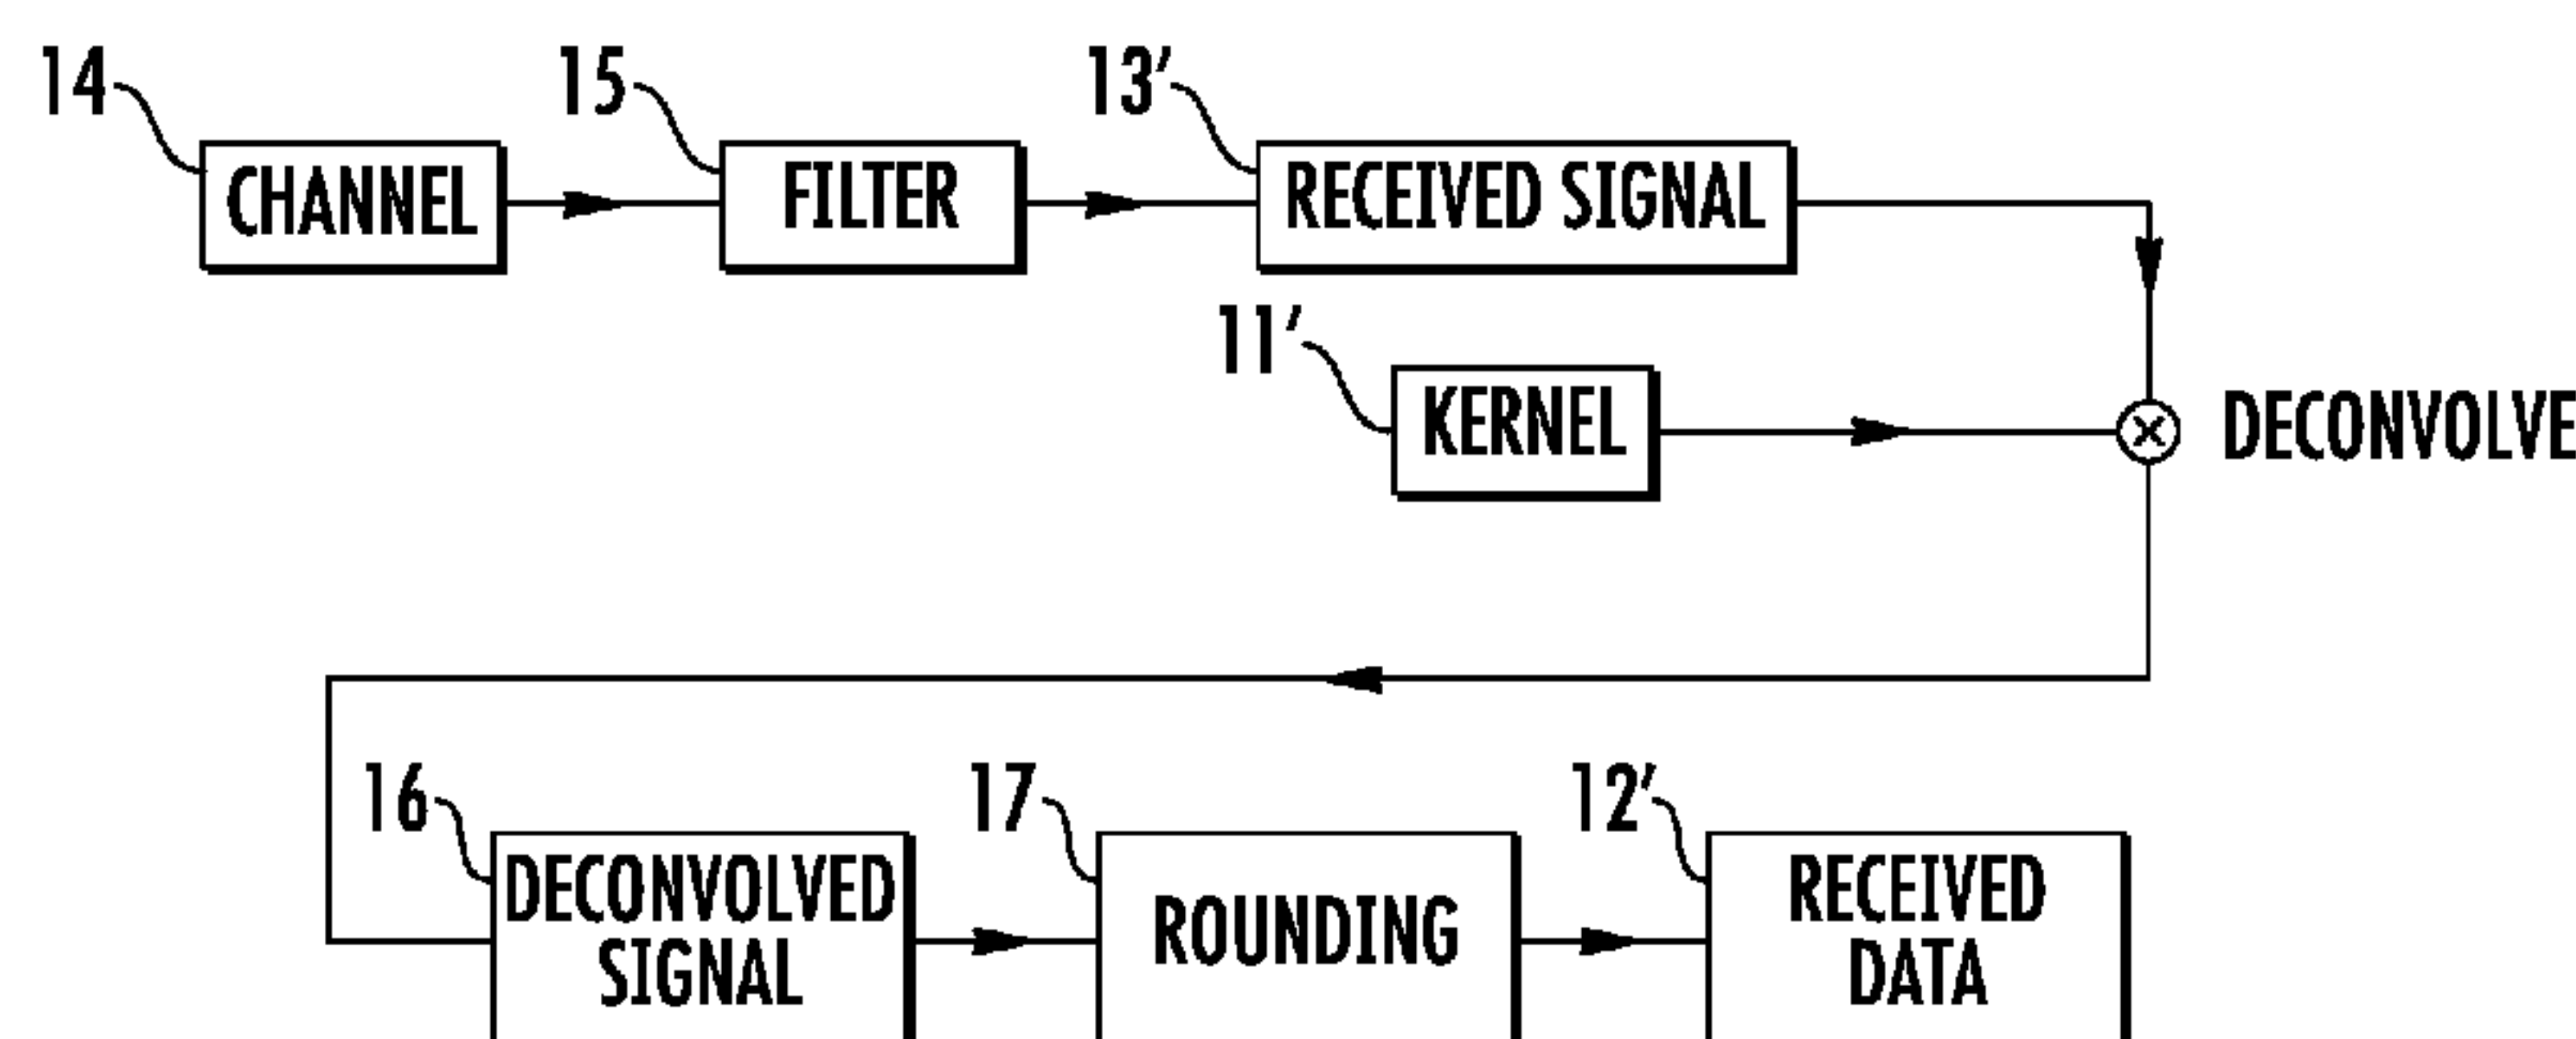 14 15 13′
CHANNEL FILTER RECEIVED SIGNAL
11′
KERNEL DECONVOLVE
16 17 12′
DECONVOLVED
SIGNAL
ROUNDING
RECEIVED
DATA